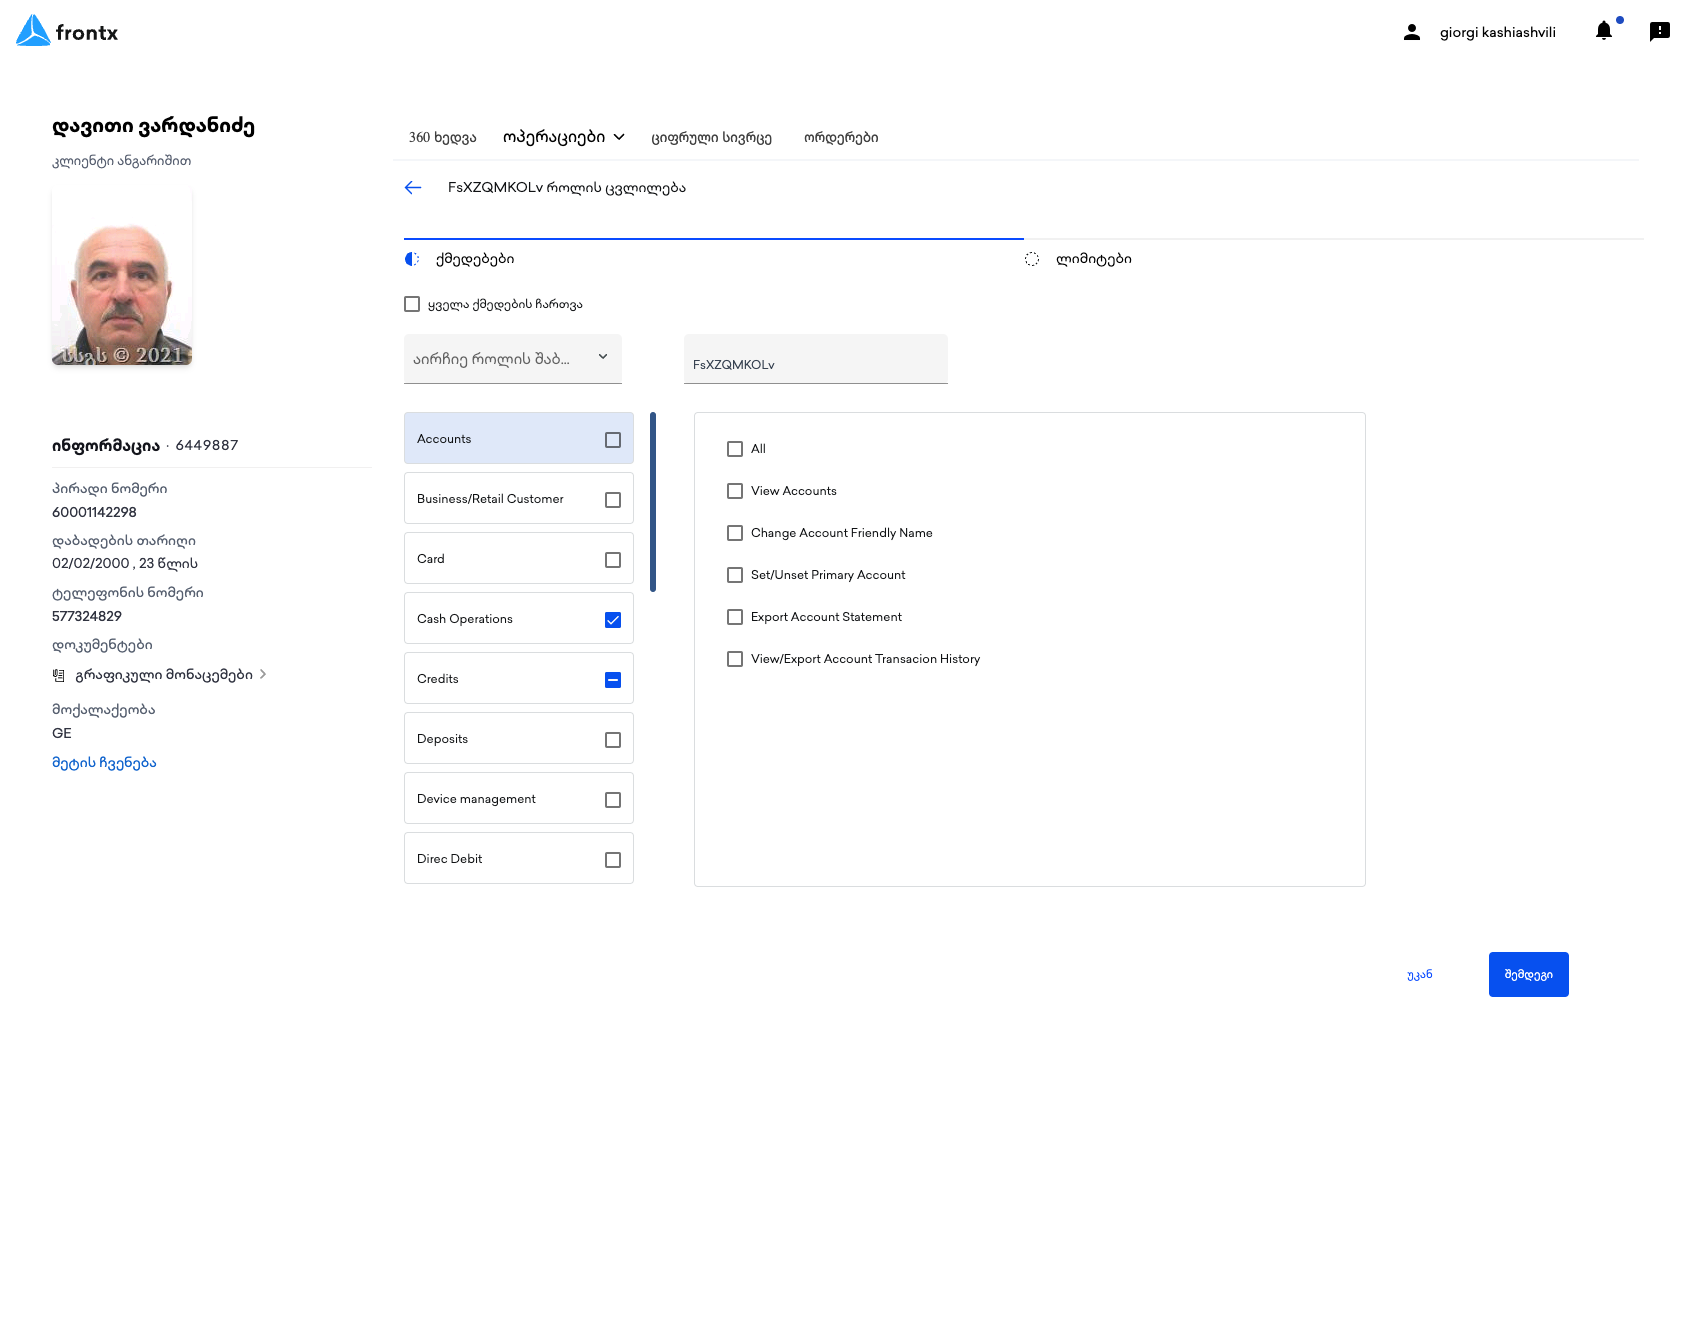 frontx
giorgi kashiashvili
დავითი ვარდანიძე
კლიენტი ანგარიშით
სსგს © 2021
ინფორმაცია · 6449887
პირადი ნომერი
60001142298
დაბადების თარიღი
02/02/2000 , 23 წლის
ტელეფონის ნომერი
577324829
დოკუმენტები
გრაფიკული მონაცემები
მოქალაქეობა
GE
მეტის ჩვენება
360 ხედვა ოპერაციები ციფრული სივრცე ორდერები
FsXZQMKOLv როლის ცვლილება
ქმედებები ლიმიტები
ყველა ქმედების ჩართვა
აირჩიე როლის შაბ... FsXZQMKOLv
Accounts
Business/Retail Customer
Card
Cash Operations
Credits
Deposits
Device management
Direc Debit
All
View Accounts
Change Account Friendly Name
Set/Unset Primary Account
Export Account Statement
View/Export Account Transacion History
უკან შემდეგი